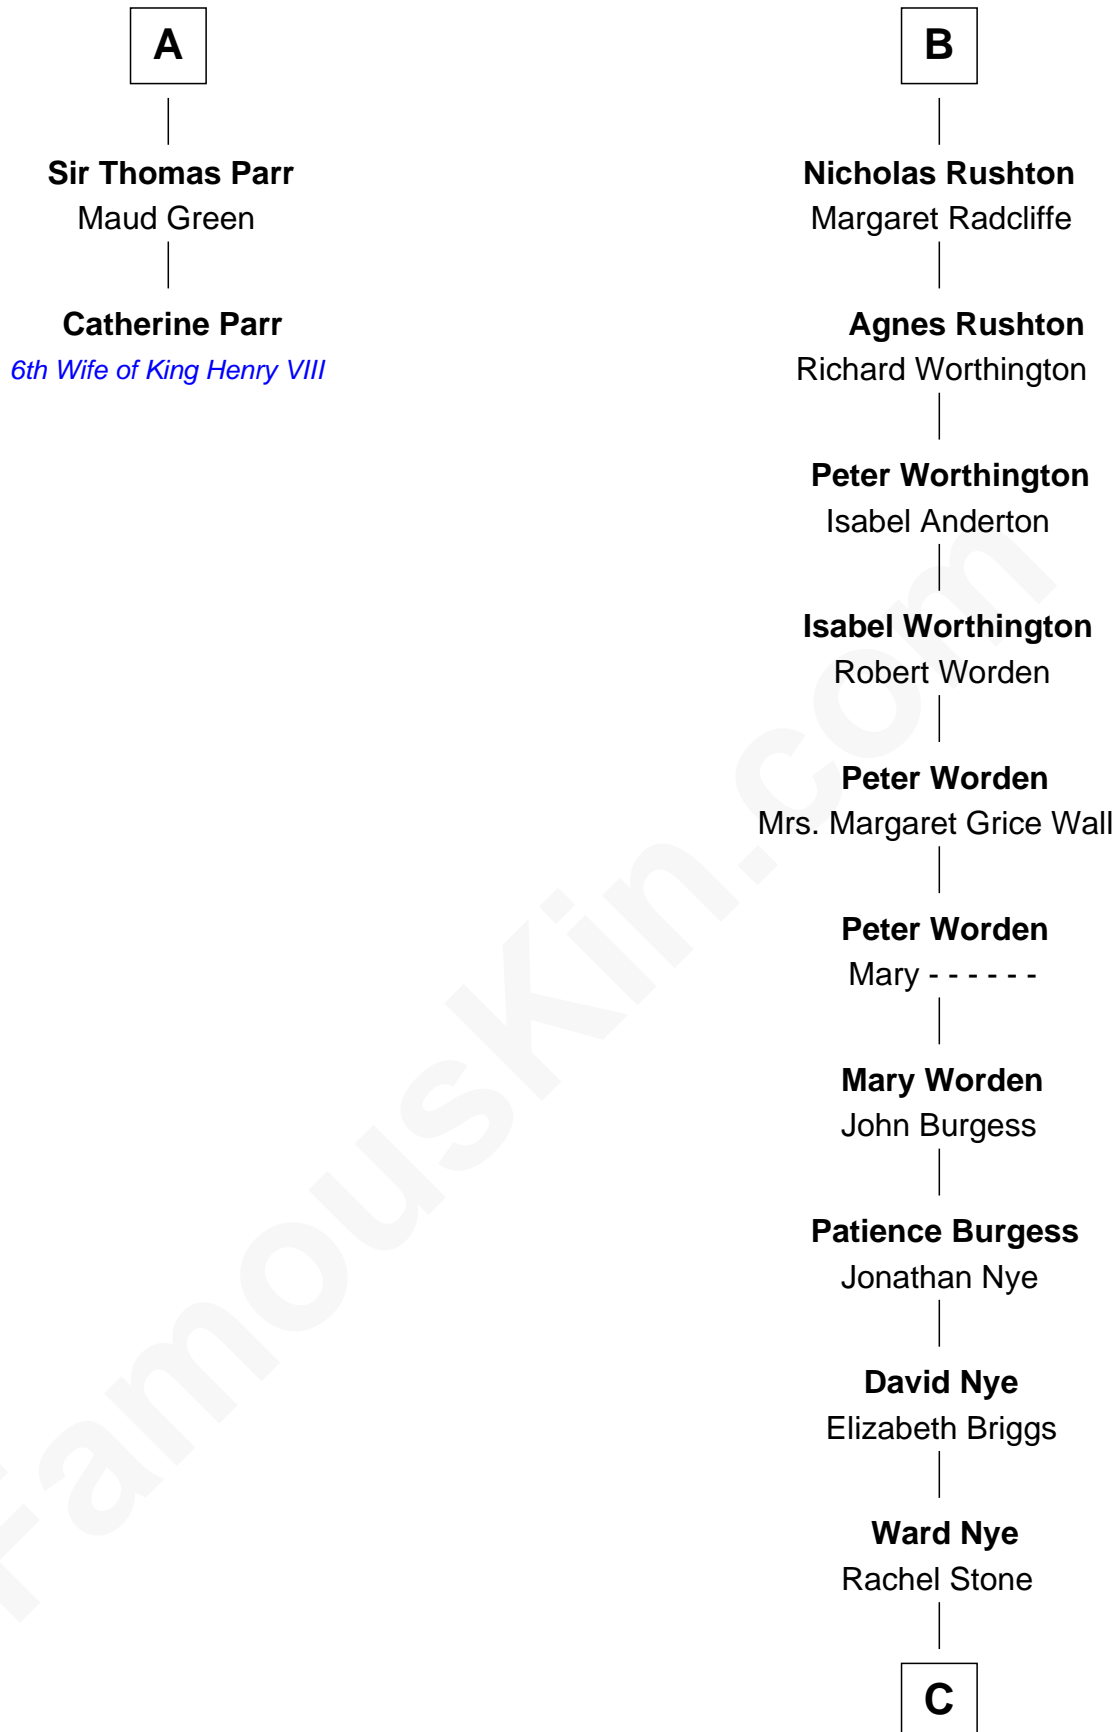 A
Sir Thomas Parr
Maud Green
Catherine Parr
6th Wife of King Henry VIII
B
Nicholas Rushton
Margaret Radcliffe
Agnes Rushton
Richard Worthington
Peter Worthington
Isabel Anderton
Isabel Worthington
Robert Worden
Peter Worden
Mrs. Margaret Grice Wall
Peter Worden
Mary - - - - - -
Mary Worden
John Burgess
Patience Burgess
Jonathan Nye
David Nye
Elizabeth Briggs
Ward Nye
Rachel Stone
C
FamousKin.com